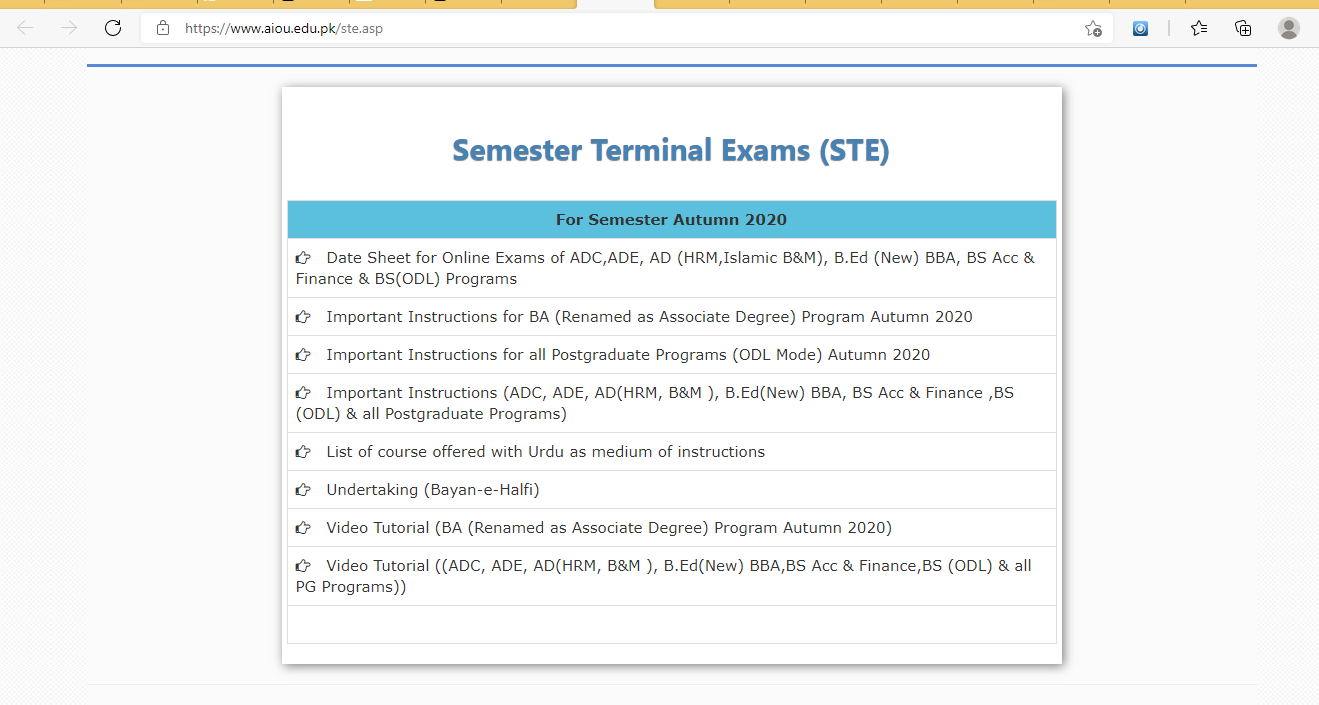 https://www.aiou.edu.pk/ste.asp
Semester Terminal Exams (STE)
For Semester Autumn 2020
Date Sheet for Online Exams of ADC,ADE, AD (HRM,Islamic B&M), B.Ed (New) BBA, BS Acc &
Finance & BS(ODL) Programs
Important Instructions for BA (Renamed as Associate Degree) Program Autumn 2020
Important Instructions for all Postgraduate Programs (ODL Mode) Autumn 2020
Important Instructions (ADC, ADE, AD(HRM, B&M ), B.Ed(New) BBA, BS Acc & Finance ,BS
(ODL) & all Postgraduate Programs)
List of course offered with Urdu as medium of instructions
Undertaking (Bayan-e-Halfi)
Video Tutorial (BA (Renamed as Associate Degree) Program Autumn 2020)
Video Tutorial ((ADC, ADE, AD(HRM, B&M ), B.Ed(New) BBA,BS Acc & Finance,BS (ODL) & all
PG Programs))